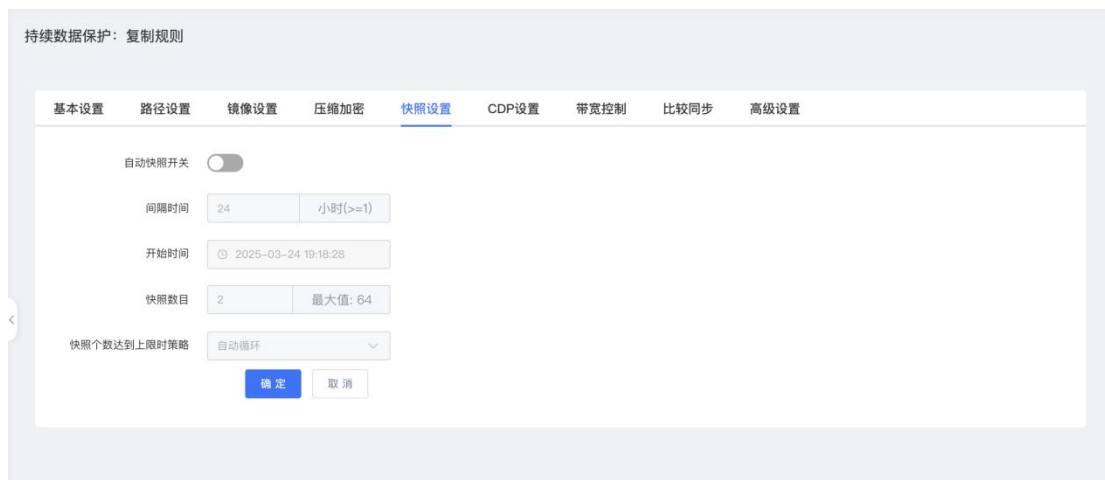 持续数据保护：复制规则
基本设置 路径设置 镜像设置 压缩加密 快照设置 CDP设置 带宽控制 比较同步 高级设置
自动快照开关
间隔时间 24 小时(>=1)
开始时间 2025-03-24 19:18:28
快照数目 2 最大值: 64
快照个数达到上限时策略 自动循环
确定 取消